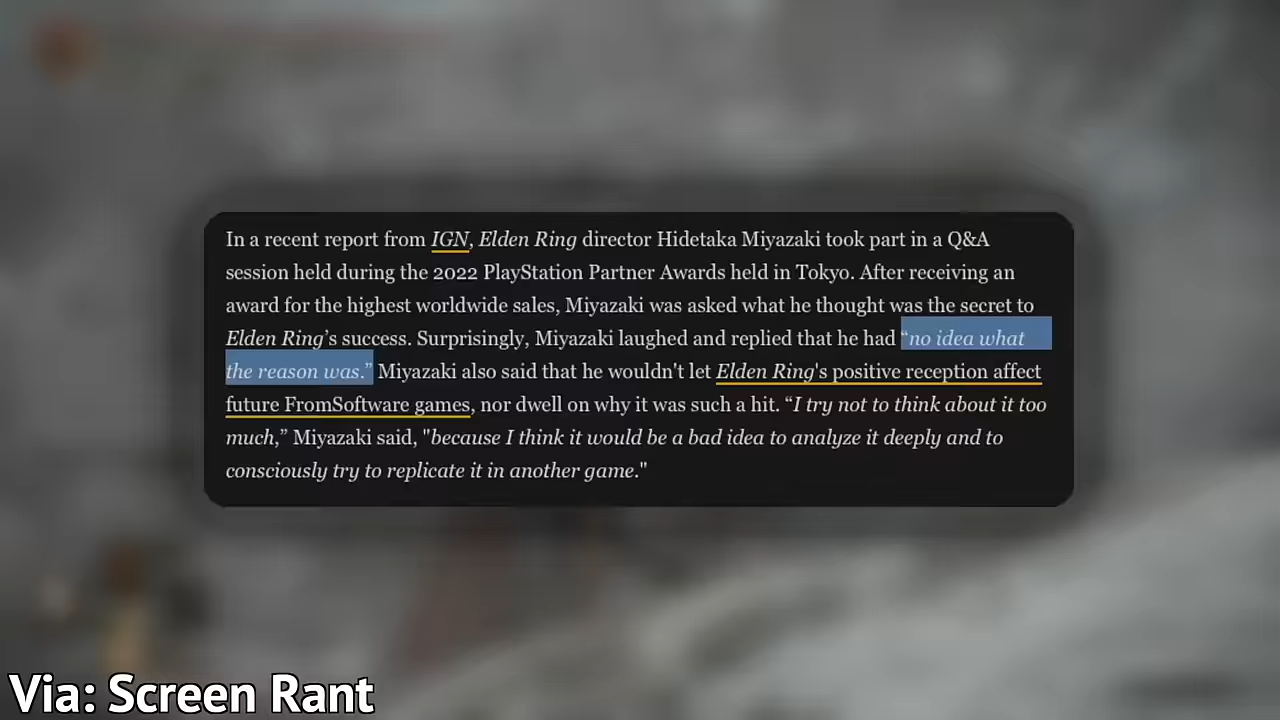 In a recent report from IGN, Elden Ring director Hidetaka Miyazaki took part in a Q&A
session held during the 2022 PlayStation Partner Awards held in Tokyo. After receiving an
award for the highest worldwide sales, Miyazaki was asked what he thought was the secret to
Elden Ring’s success. Surprisingly, Miyazaki laughed and replied that he had “no idea what
the reason was.” Miyazaki also said that he wouldn't let Elden Ring's positive reception affect
future FromSoftware games, nor dwell on why it was such a hit. “I try not to think about it too
much,” Miyazaki said, "because I think it would be a bad idea to analyze it deeply and to
consciously try to replicate it in another game."
Via: Screen Rant